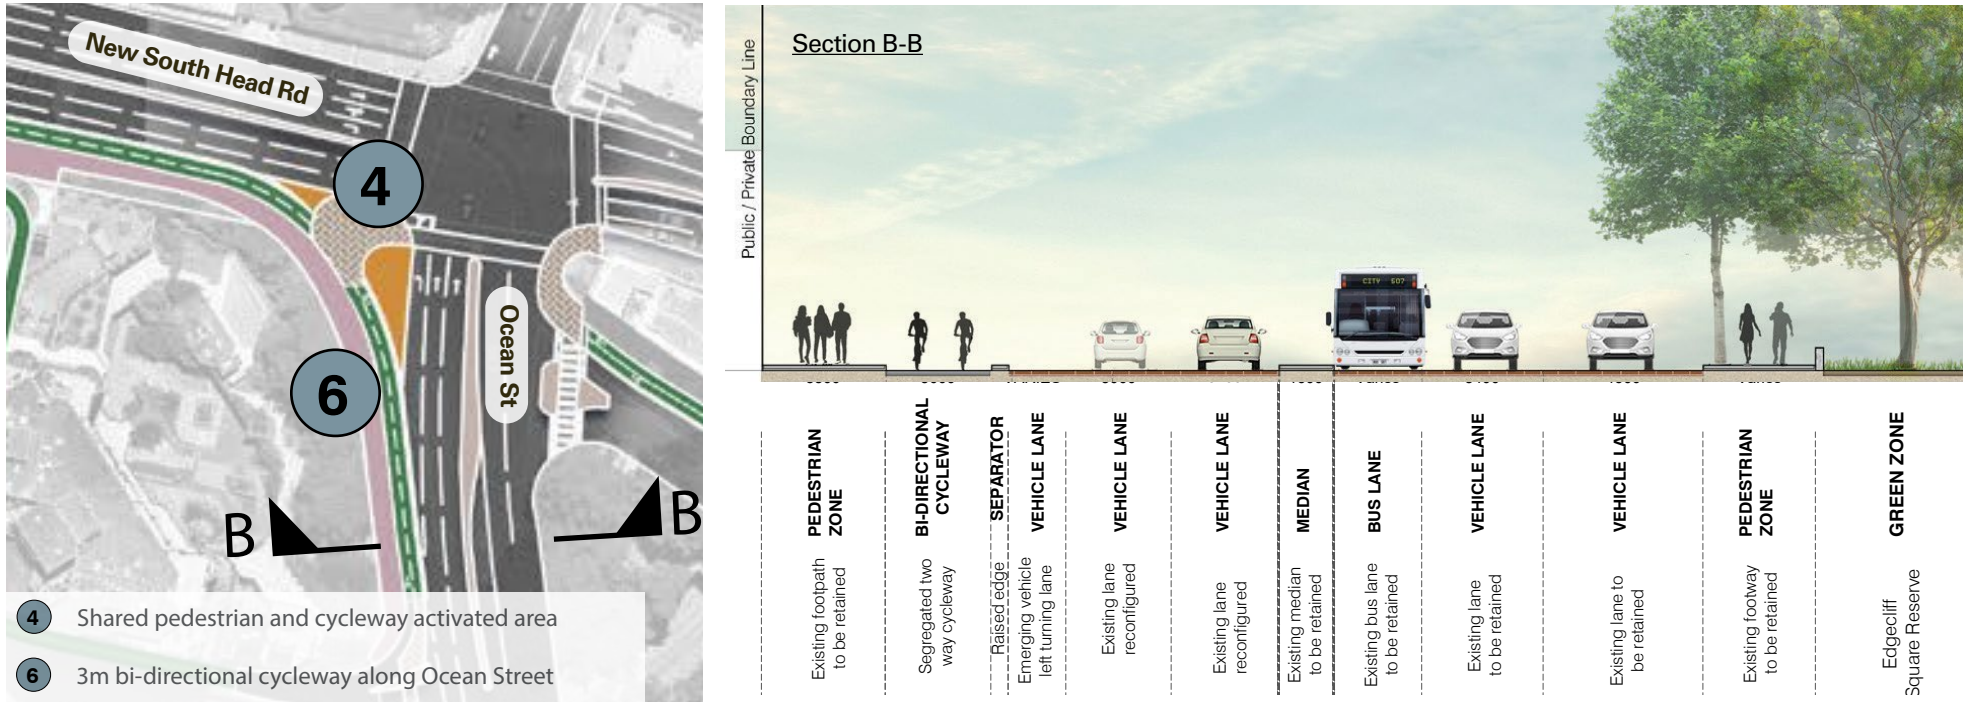 New South Head Rd
4
6
Ocean St
B
B
4 Shared pedestrian and cycleway activated area
6 3m bi-directional cycleway along Ocean Street
Section B-B
Public / Private Boundary Line
CITY 507
PEDESTRIAN
ZONE
Existing footpath
to be retained
BI-DIRECTIONAL
CYCLEWAY
Segregated two
way cycleway
SEPARATOR
Raised edge
VEHICLE LANE
Emerging vehicle
left turning lane
VEHICLE LANE
Existing lane
reconfigured
VEHICLE LANE
Existing lane
reconfigured
MEDIAN
Existing median
to be retained
BUS LANE
Existing bus lane
to be retained
VEHICLE LANE
Existing lane
to be retained
VEHICLE LANE
Existing lane to
be retained
PEDESTRIAN
ZONE
Existing footway
to be retained
GREEN ZONE
Edgecliff
Square Reserve